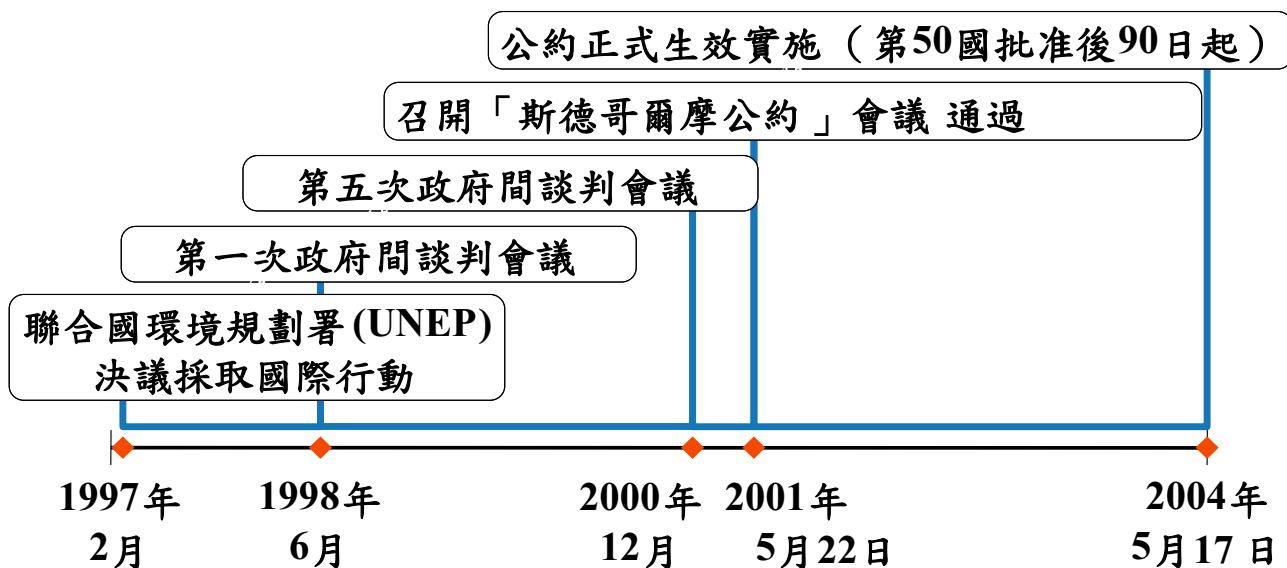 公約正式生效實施（第50國批准後90日起）
召開「斯德哥爾摩公約」會議 通過
第五次政府間談判會議
第一次政府間談判會議
聯合國環境規劃署(UNEP)
決議採取國際行動
1997年
2月
1998年
6月
2000年
12月
2001年
5月22日
2004年
5月17日